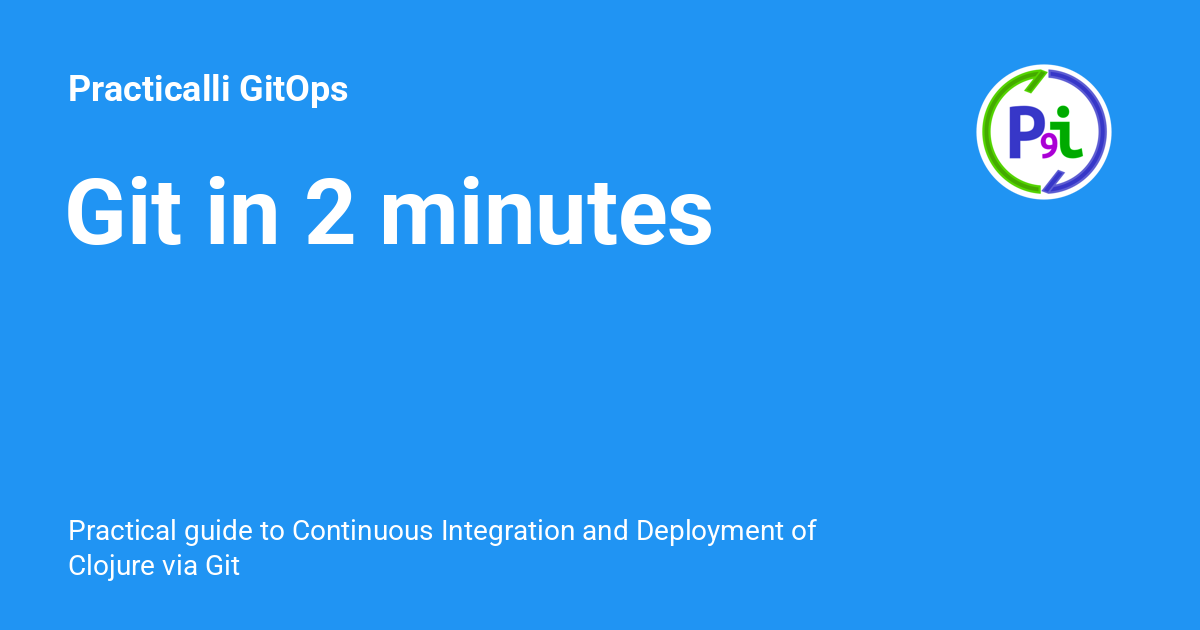 Practicalli GitOps
P9i
Git in 2 minutes
Practical guide to Continuous Integration and Deployment of
Clojure via Git